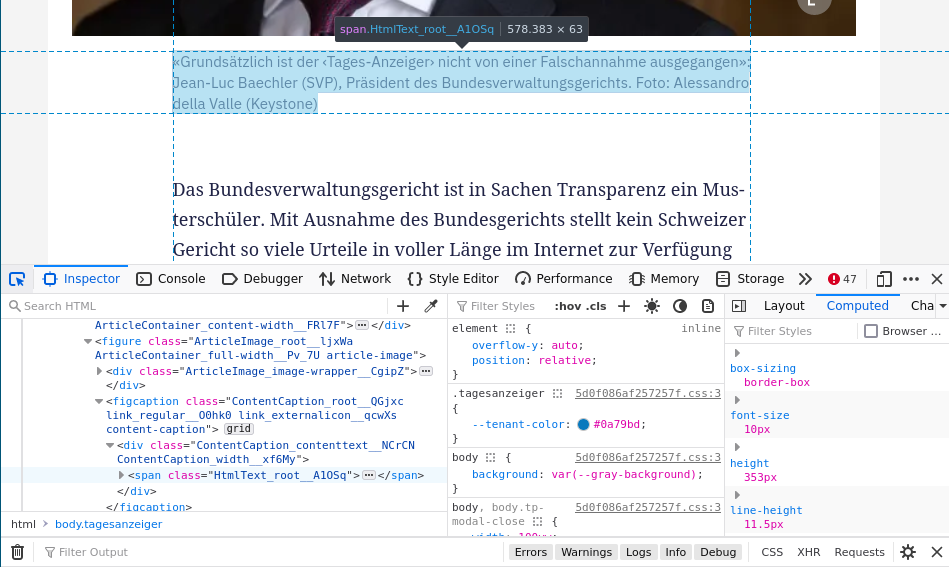 span.HtmlText_root__A1OSq 578.383 × 63
«Grundsätzlich ist der ‹Tages-Anzeiger› nicht von einer Falschannahme ausgegangen»:
Jean-Luc Baechler (SVP), Präsident des Bundesverwaltungsgerichts. Foto: Alessandro
della Valle (Keystone)
Das Bundesverwaltungsgericht ist in Sachen Transparenz ein Mus-
terschüler. Mit Ausnahme des Bundesgerichts stellt kein Schweizer
Gericht so viele Urteile in voller Länge im Internet zur Verfügung
Inspector Console Debugger Network Style Editor Performance Memory Storage 47
Search HTML
ArticleContainer_content-width__FRl7F"></div>
<figure class="ArticleImage_root__ljxWa
ArticleContainer_full-width__Pv_7U article-image">
<div class="ArticleImage_image-wrapper__CgipZ">
</div>
<figcaption class="ContentCaption_root__QGjxc
link_regular__O0hk0 link_externalicon__qcwXs
content-caption"> grid
<div class="ContentCaption_contenttext__NCrCN
ContentCaption_width__xf6My">
<span class="HtmlText_root__A1OSq"></span>
</div>
</figcaption>
html body.tagesanzeiger
Filter Styles :hov .cls
element { inline
overflow-y: auto;
position: relative;
}
.tagesanzeiger 5d0f086af257257f.css:3
{
--tenant-color: #0a79bd;
}
body { 5d0f086af257257f.css:3
background: var(--gray-background);
}
body, body.tp- 5d0f086af257257f.css:3
modal-close {
Layout Computed Cha
Filter Styles Browser ...
box-sizing
border-box
font-size
10px
height
353px
line-height
11.5px
Filter Output Errors Warnings Logs Info Debug CSS XHR Requests